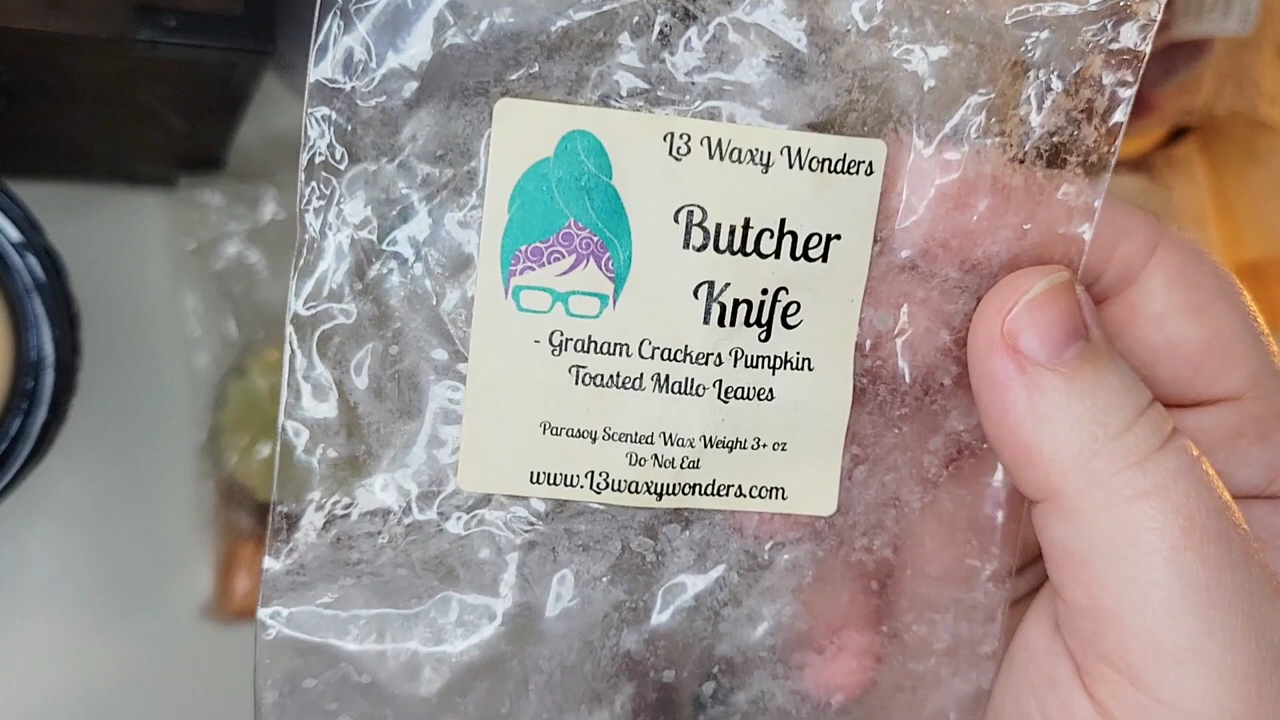 L3 Waxy Wonders
Butcher
Knife
- Graham Crackers Pumpkin
Toasted Mallo Leaves
Parasoy Scented Wax Weight 3+ oz
Do Not Eat
www.L3waxywonders.com